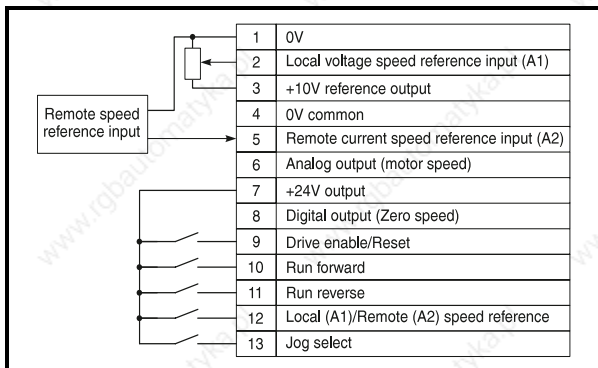 1 0V
2 Local voltage speed reference input (A1)
3 +10V reference output
Remote speed
reference input
4 0V common
5 Remote current speed reference input (A2)
6 Analog output (motor speed)
7 +24V output
8 Digital output (Zero speed)
9 Drive enable/Reset
10 Run forward
11 Run reverse
12 Local (A1)/Remote (A2) speed reference
13 Jog select
www.rgbautomatyka.pl